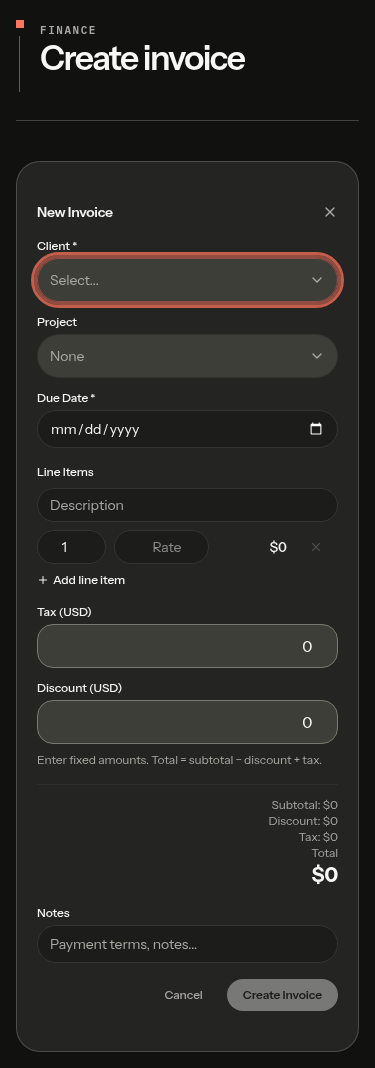 FINANCE
Create invoice
New Invoice
Client *
Select...
Project
None
Due Date *
mm/dd/yyyy
Line Items
Description
1 Rate $0
Add line item
Tax (USD)
0
Discount (USD)
0
Enter fixed amounts. Total = subtotal − discount + tax.
Subtotal: $0
Discount: $0
Tax: $0
Total
$0
Notes
Payment terms, notes...
Cancel Create Invoice